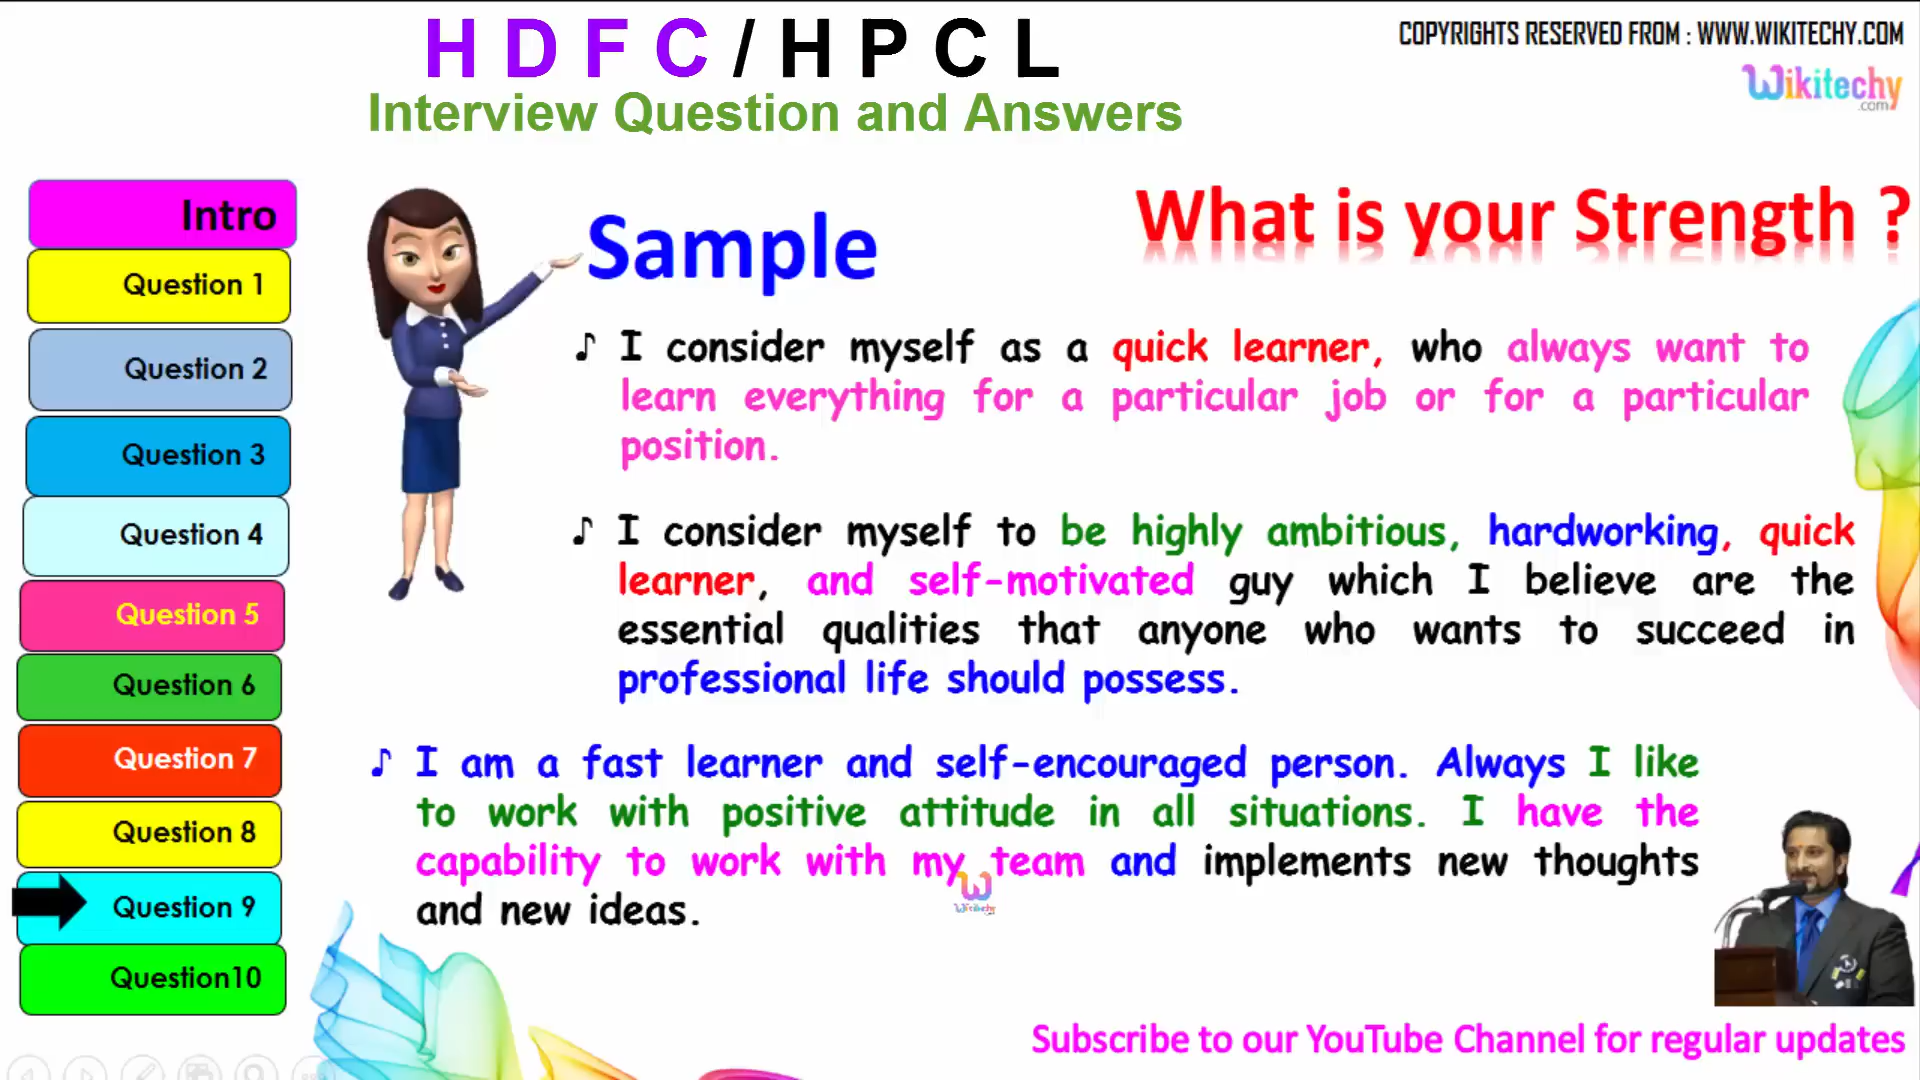 H D F C / H P C L
COPYRIGHTS RESERVED FROM : WWW.WIKITECHY.COM
Wikitechy
.com
Interview Question and Answers
Intro
Question 1
Question 2
Question 3
Question 4
Question 5
Question 6
Question 7
Question 8
Question 9
Question10
Sample
What is your Strength ?
♪ I consider myself as a quick learner, who always want to
learn everything for a particular job or for a particular
position.
♪ I consider myself to be highly ambitious, hardworking, quick
learner, and self-motivated guy which I believe are the
essential qualities that anyone who wants to succeed in
professional life should possess.
♪ I am a fast learner and self-encouraged person. Always I like
to work with positive attitude in all situations. I have the
capability to work with my team and implements new thoughts
and new ideas.
W
Wikitechy
Subscribe to our YouTube Channel for regular updates